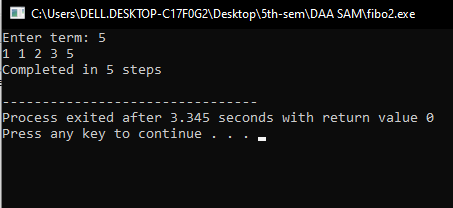 C:\Users\DELL.DESKTOP-C17F0G2\Desktop\5th-sem\DAA SAM\fibo2.exe
Enter term: 5
1 1 2 3 5
Completed in 5 steps
--------------------------------
Process exited after 3.345 seconds with return value 0
Press any key to continue . . .